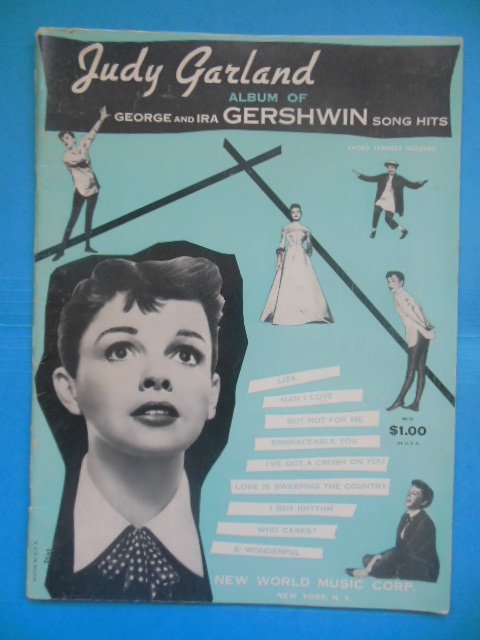 Judy Garland
ALBUM OF
GEORGE AND IRA GERSHWIN SONG HITS
CHORD SYMBOLS INCLUDED
LIZA
MAN I LOVE
BUT NOT FOR ME
EMBRACEABLE YOU
I'VE GOT A CRUSH ON YOU
LOVE IS SWEEPING THE COUNTRY
I GOT RHYTHM
WHO CARES?
'S WONDERFUL
$1.00
IN U.S.A.
NEW WORLD MUSIC CORP.
NEW YORK, N. Y.